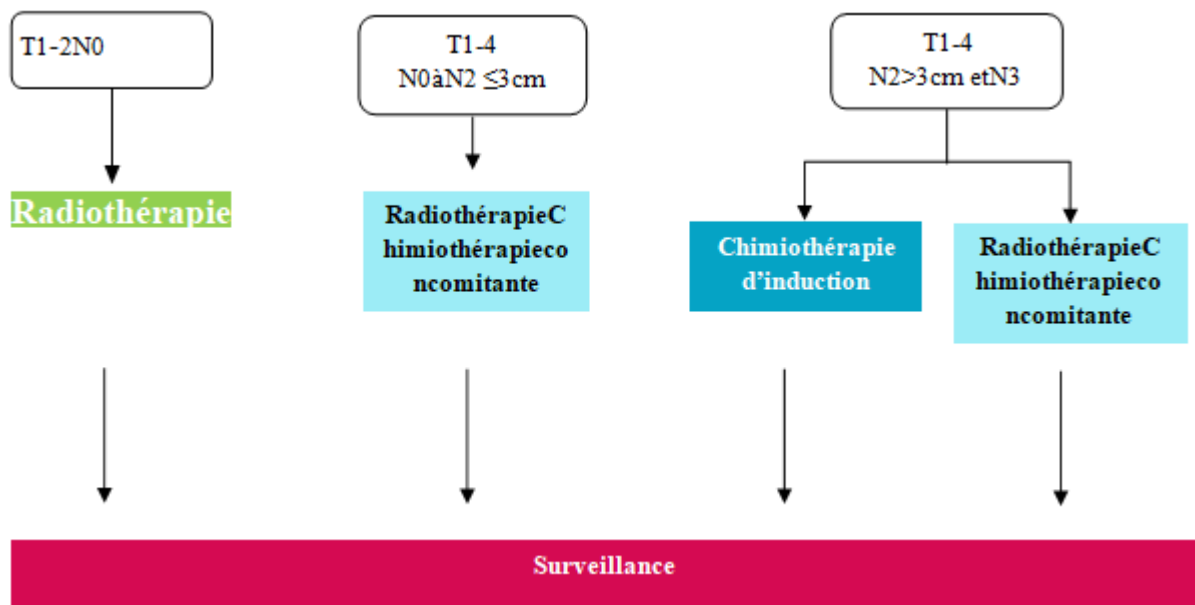 T1-2N0
T1-4
N0àN2 ≤3cm
T1-4
N2>3cm etN3
Radiothérapie
RadiothérapieC
himiothérapieco
ncomitante
Chimiothérapie
d’induction
RadiothérapieC
himiothérapieco
ncomitante
Surveillance